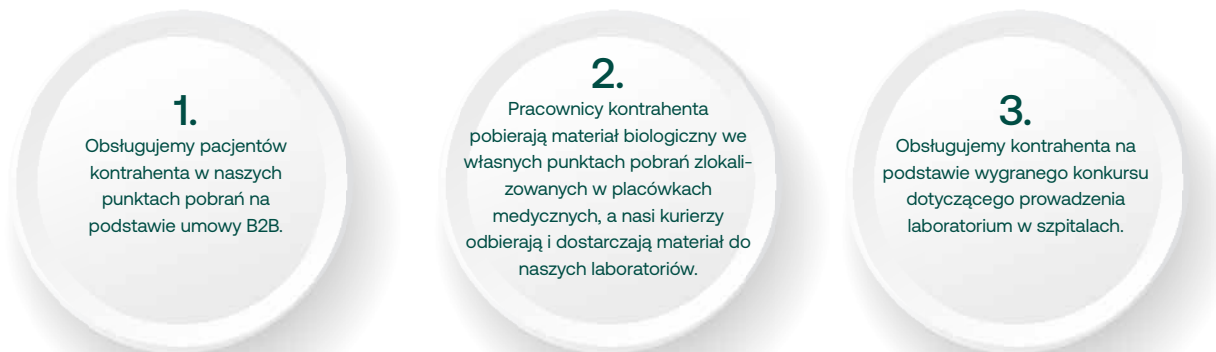 1.
Obsługujemy pacjentów
kontrahenta w naszych
punktach pobrań na
podstawie umowy B2B.
2.
Pracownicy kontrahenta
pobierają materiał biologiczny we
własnych punktach pobrań zlokali-
zowanych w placówkach
medycznych, a nasi kurierzy
odbierają i dostarczają materiał do
naszych laboratoriów.
3.
Obsługujemy kontrahenta na
podstawie wygranego konkursu
dotyczącego prowadzenia
laboratorium w szpitalach.